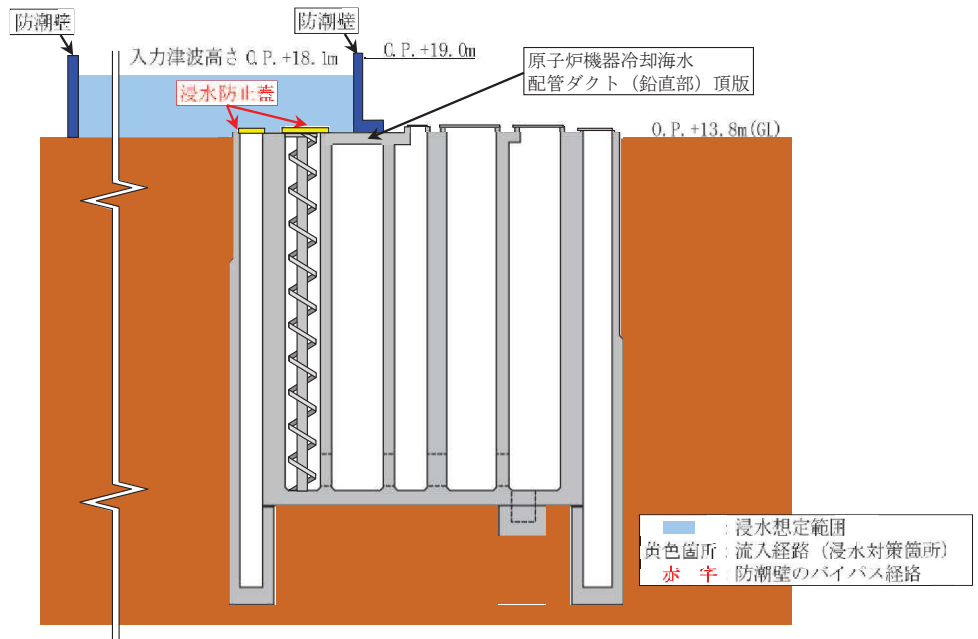 防潮壁
防潮壁
入力津波高さ O.P.+18.1m
O.P.+19.0m
浸水防止蓋
原子炉機器冷却海水
配管ダクト（鉛直部）頂版
O.P.+13.8m(GL)
：浸水想定範囲
黄色箇所：流入経路（浸水対策箇所）
赤　字：防潮壁のバイパス経路